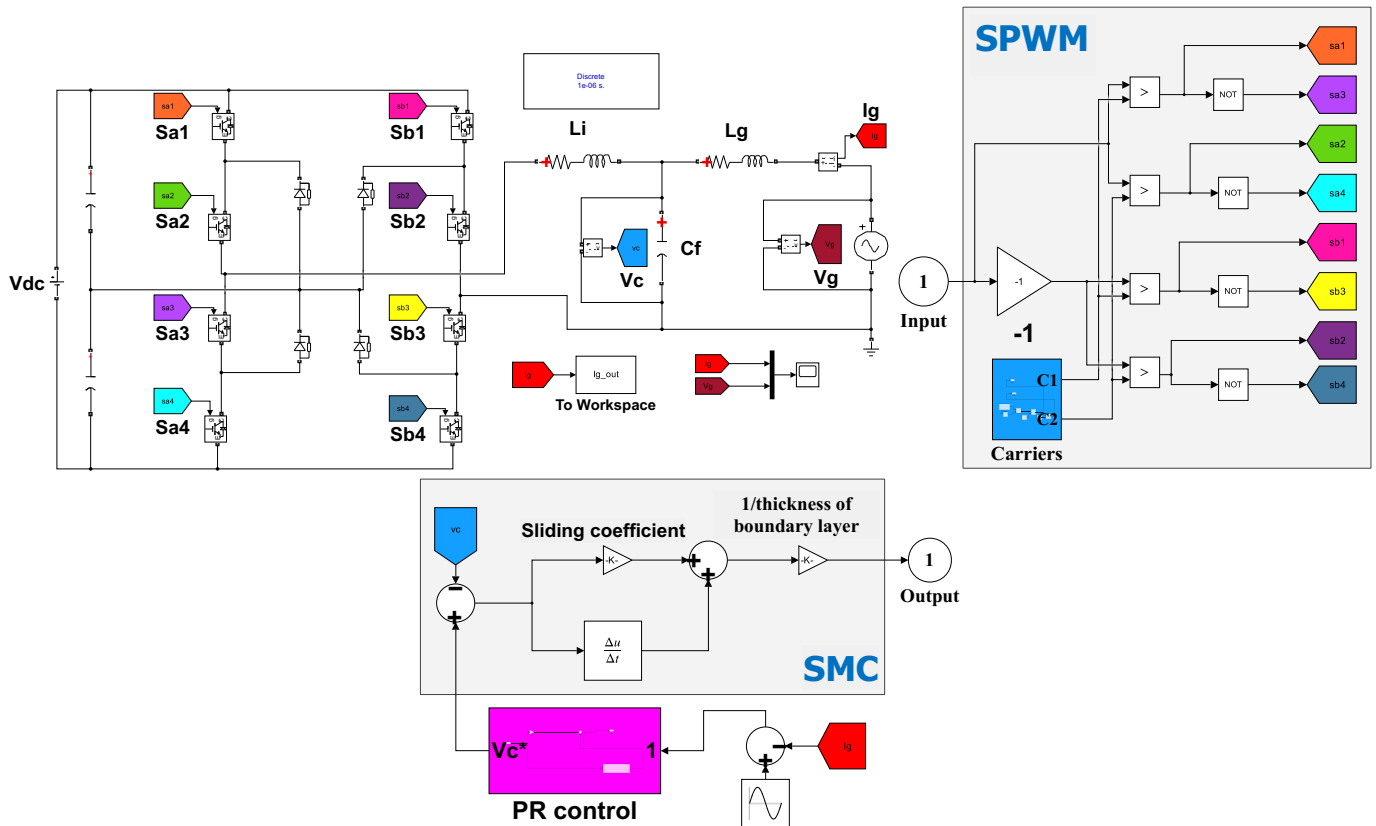 SPWM
sa1
sa3
sa2
sa4
sb1
sb3
sb2
sb4
>
NOT
>
NOT
>
NOT
>
NOT
1
Input
-1
-1
C1
C2
Carriers
Discrete
1e-06 s.
Vdc
sa1
Sa1
sa2
Sa2
sa3
Sa3
sa4
Sa4
sb1
Sb1
sb2
Sb2
sb3
Sb3
sb4
Sb4
Li
Lg
Ig
Ig
vc
Vc
Cf
Vg
Vg
Ig
Ig_out
To Workspace
Ig
Vg
vc
Sliding coefficient
-K-
1/thickness of
boundary layer
-K-
1
Output
Δu
Δt
SMC
Vc*
1
PR control
Ig